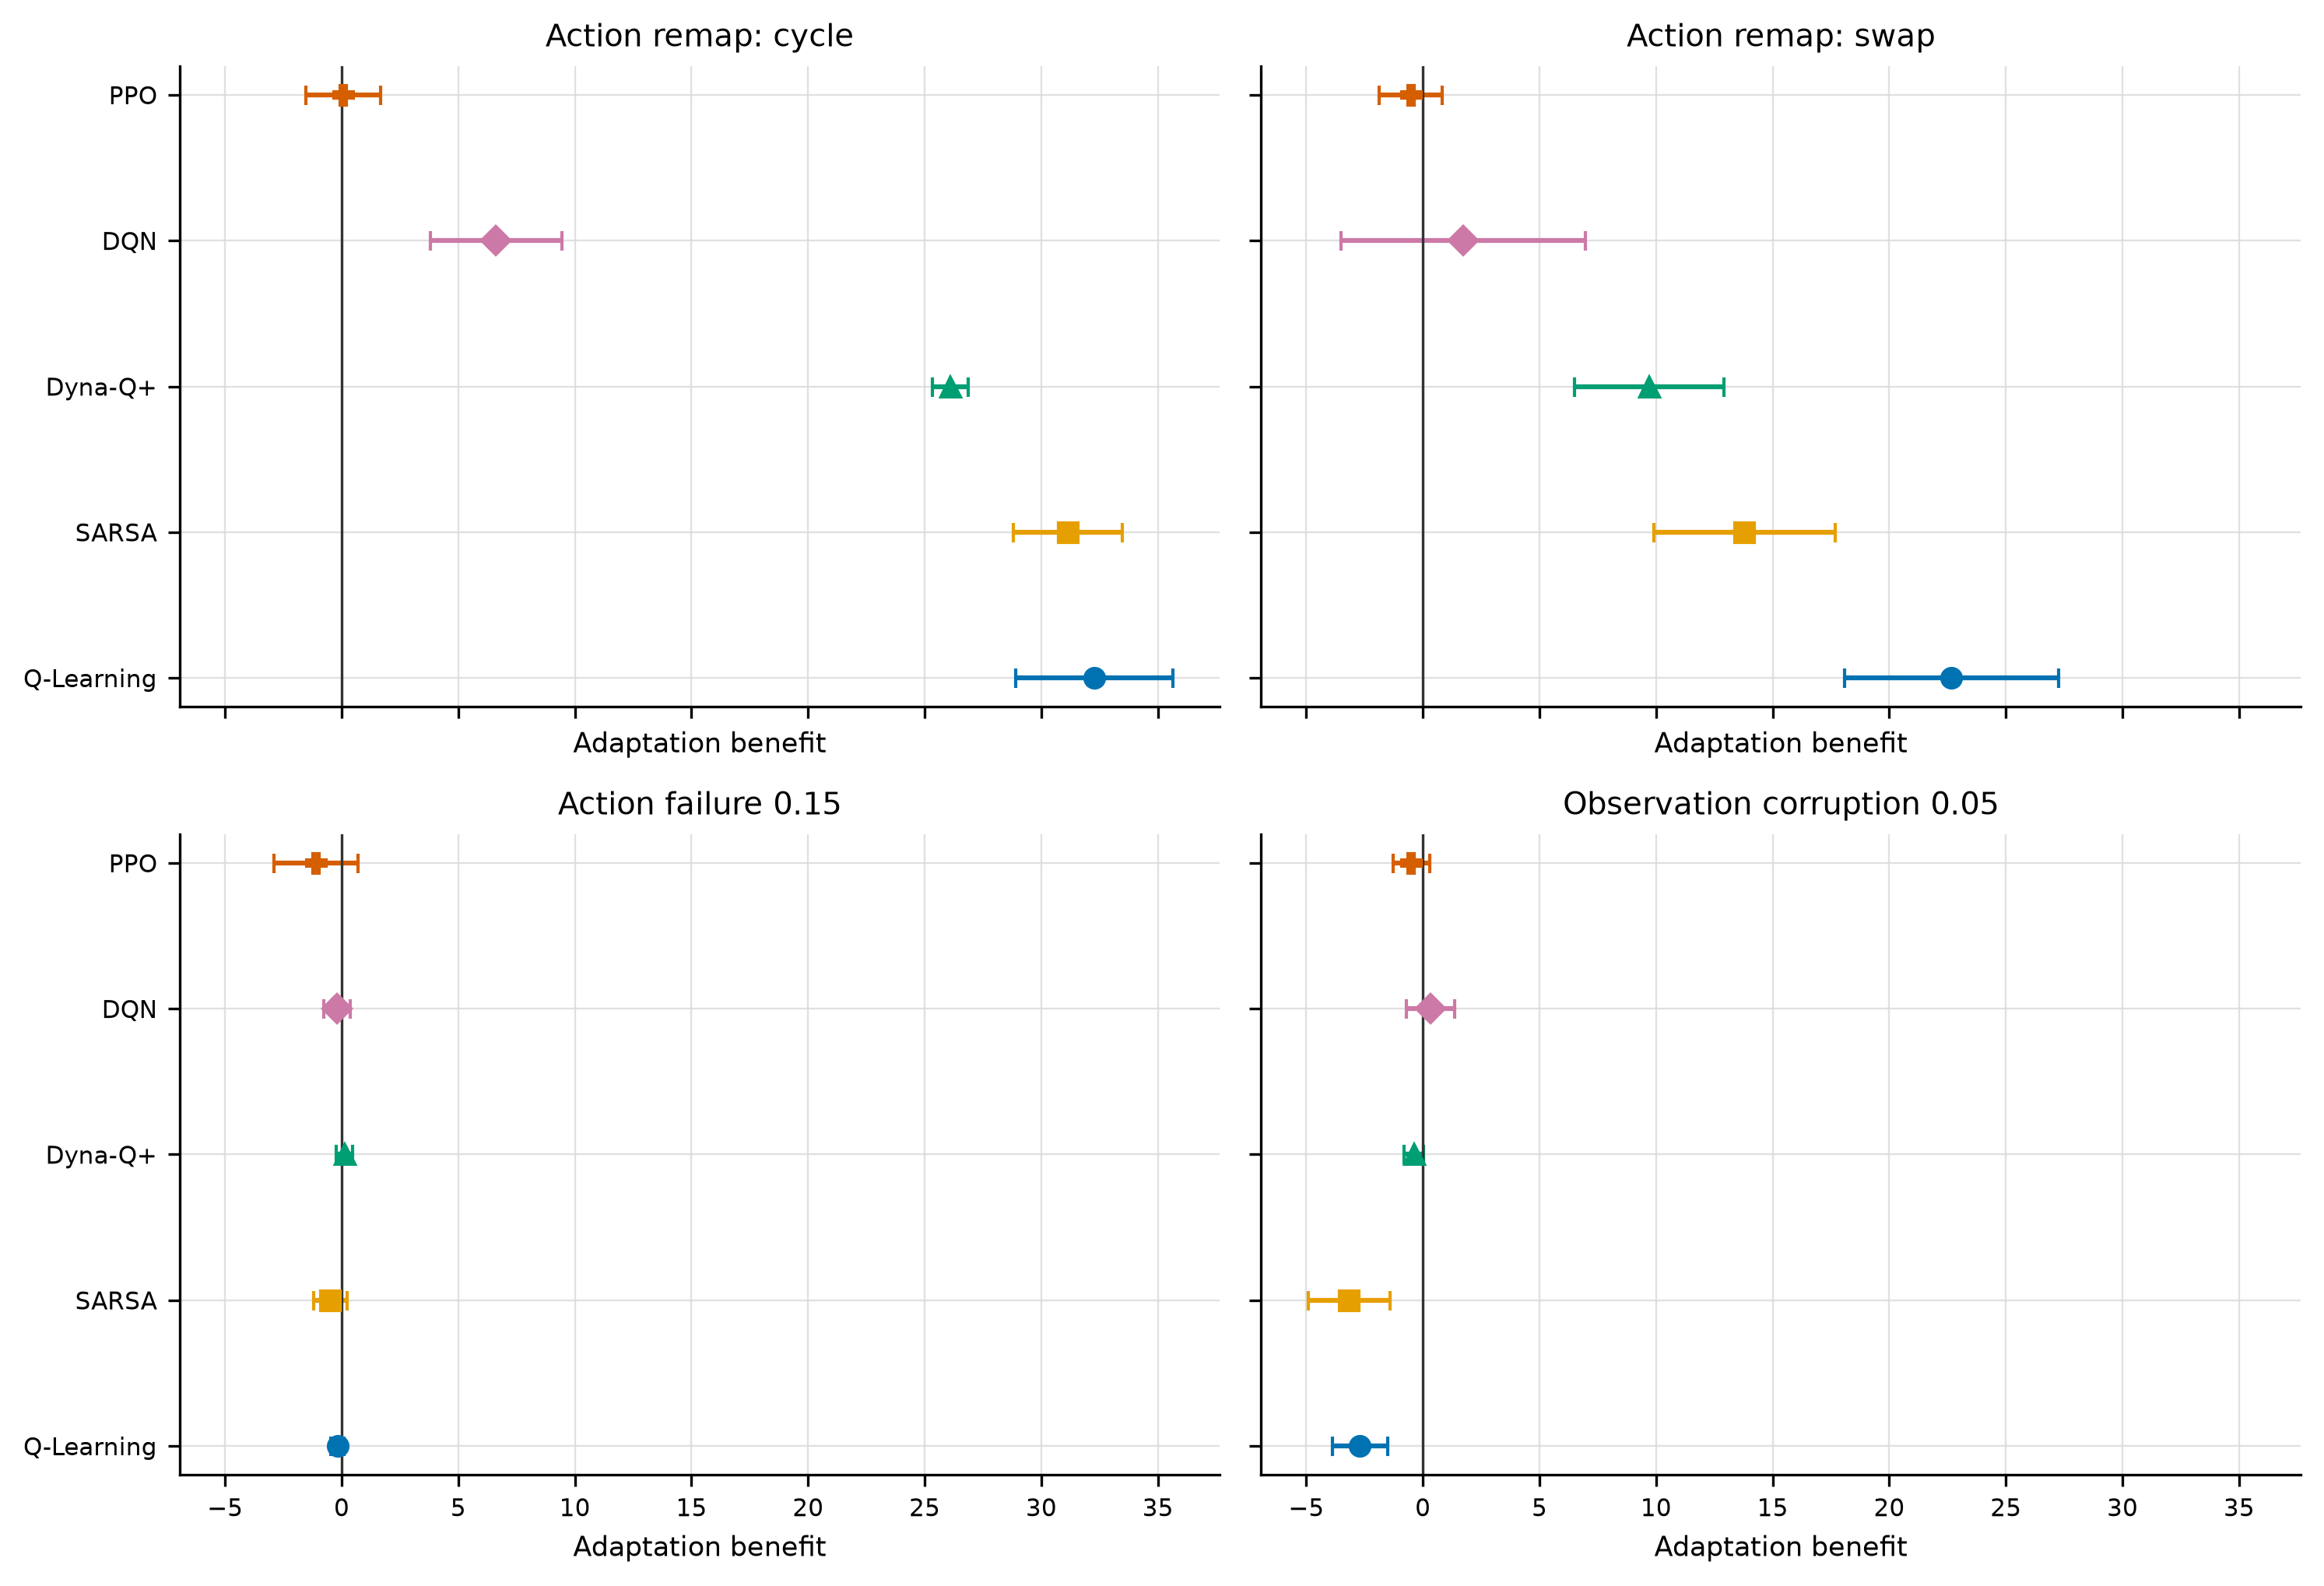 Action remap: cycle
PPO
DQN
Dyna-Q+
SARSA
Q-Learning
Adaptation benefit
Action remap: swap
Adaptation benefit
Action failure 0.15
PPO
DQN
Dyna-Q+
SARSA
Q-Learning
−5 0 5 10 15 20 25 30 35
Adaptation benefit
Observation corruption 0.05
−5 0 5 10 15 20 25 30 35
Adaptation benefit